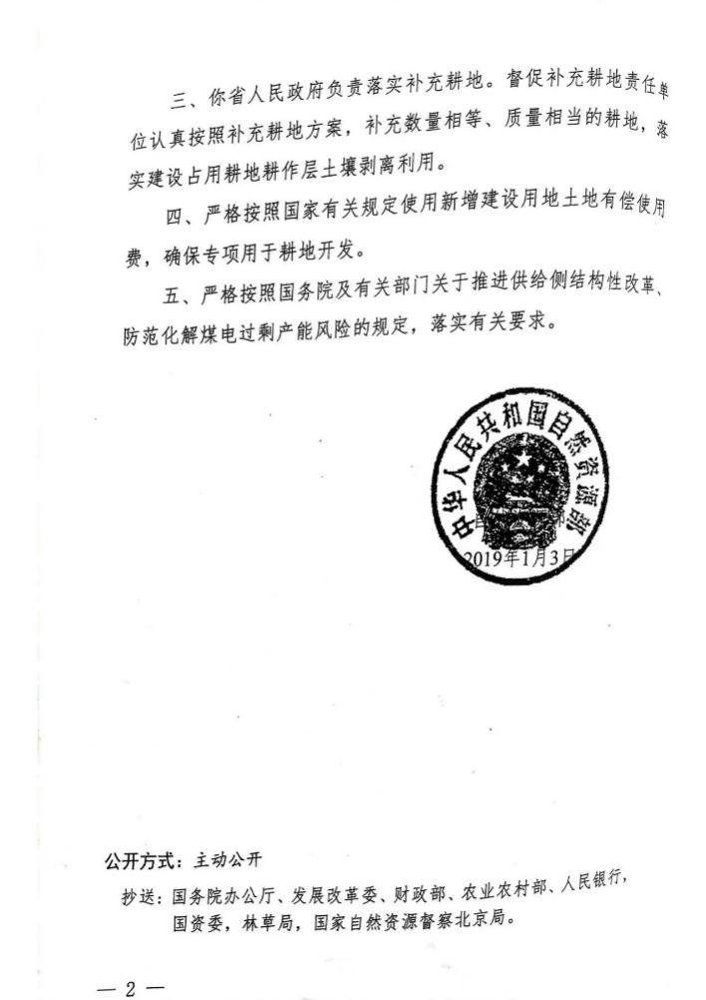 三、你省人民政府负责落实补充耕地。督促补充耕地责任单
位认真按照补充耕地方案，补充数量相等、质量相当的耕地，落
实建设占用耕地耕作层土壤剥离利用。
四、严格按照国家有关规定使用新增建设用地土地有偿使用
费，确保专项用于耕地开发。
五、严格按照国务院及有关部门关于推进供给侧结构性改革、
防范化解煤电过剩产能风险的规定，落实有关要求。
中华人民共和国自然资源部
2019年1月3日
公开方式：主动公开
抄送：国务院办公厅、发展改革委、财政部、农业农村部、人民银行，
国资委，林草局，国家自然资源督察北京局。
— 2 —